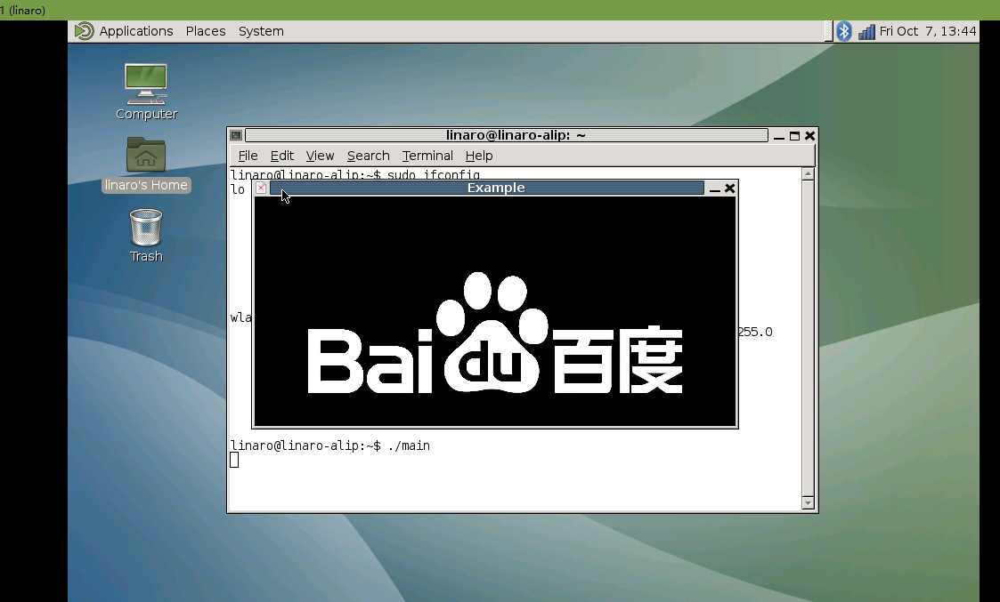 1 (linaro)
Applications Places System
Fri Oct 7, 13:44
Computer
linaro's Home
Trash
linaro@linaro-alip: ~
File Edit View Search Terminal Help
linaro@linaro-alip:~$ sudo ifconfig
lo
Example
wla
255.0
Bai du 百度
linaro@linaro-alip:~$ ./main